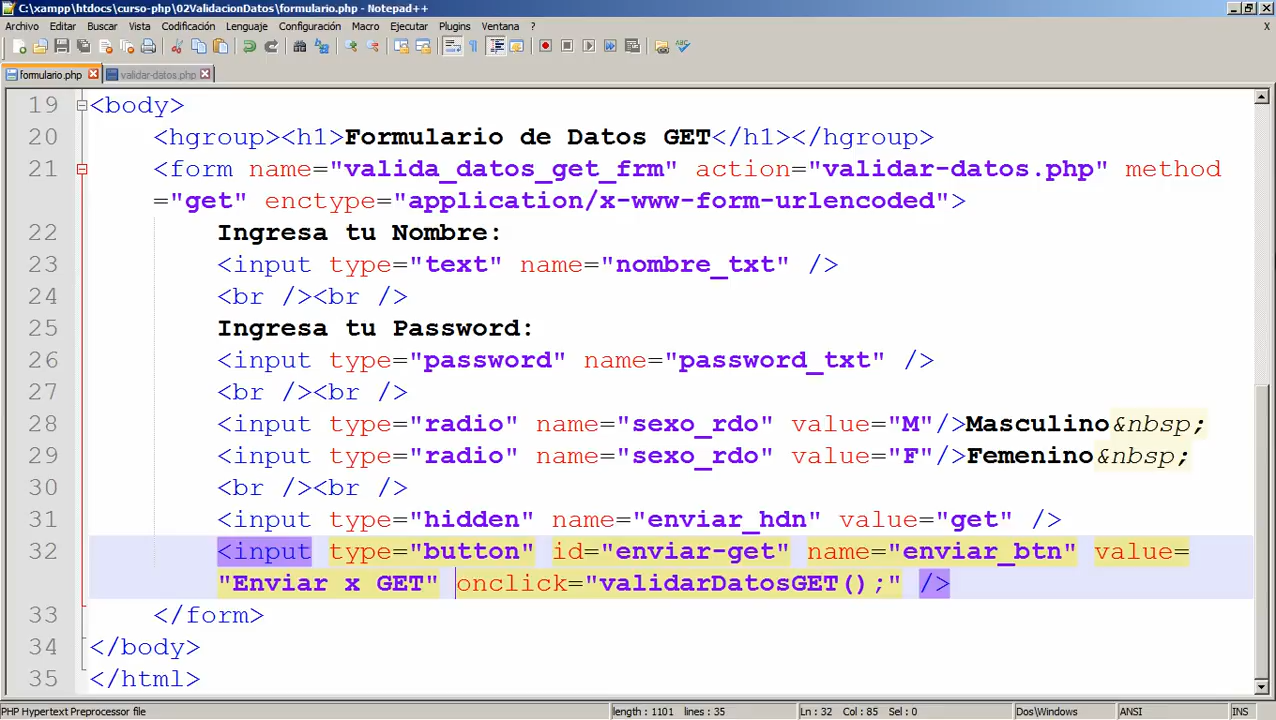 C:\xampp\htdocs\curso-php\02ValidacionDatos\formulario.php - Notepad++
Archivo Editar Buscar Vista Codificación Lenguaje Configuración Macro Ejecutar Plugins Ventana ? X
formulario.php validar-datos.php
19 <body>
20 <hgroup><h1>Formulario de Datos GET</h1></hgroup>
21 <form name="valida_datos_get_frm" action="validar-datos.php" method
="get" enctype="application/x-www-form-urlencoded">
22 Ingresa tu Nombre:
23 <input type="text" name="nombre_txt" />
24 <br /><br />
25 Ingresa tu Password:
26 <input type="password" name="password_txt" />
27 <br /><br />
28 <input type="radio" name="sexo_rdo" value="M"/>Masculino&nbsp;
29 <input type="radio" name="sexo_rdo" value="F"/>Femenino&nbsp;
30 <br /><br />
31 <input type="hidden" name="enviar_hdn" value="get" />
32 <input type="button" id="enviar-get" name="enviar_btn" value=
"Enviar x GET" onclick="validarDatosGET();" />
33 </form>
34 </body>
35 </html>
PHP Hypertext Preprocessor file length : 1101 lines : 35 Ln : 32 Col : 85 Sel : 0 Dos\Windows ANSI INS